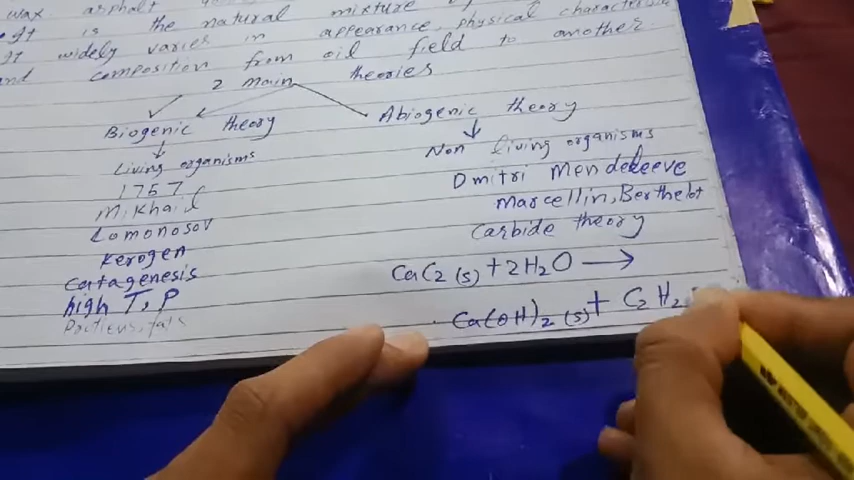 wax asphalt
It is the natural mixture
It widely varies in appearance, physical characteris
and composition from oil field to another.
2 main theories
Biogenic theory
Living organisms
1757
Mikhail
Lomonosov
Kerogen
Catagenesis
high T, P
Abiogenic theory
Non living organisms
Dmitri Mendeleeve
Marcellin, Berthelot
Carbide theory
CaC2 (s) + 2H2O →
Ca(OH)2 (s) + C2H2